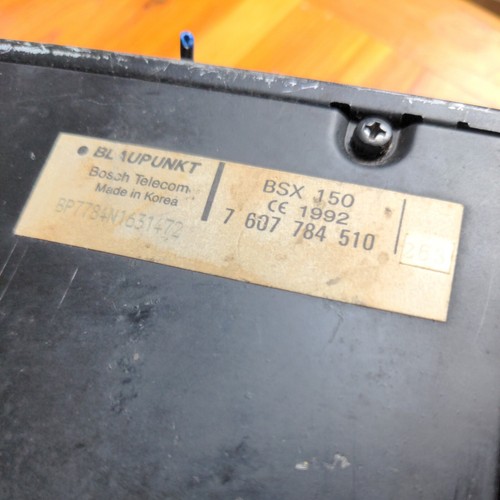 BLAUPUNKT
Bosch Telecom
Made in Korea
BP7784N1631472
BSX 150
CE 1992
7 607 784 510